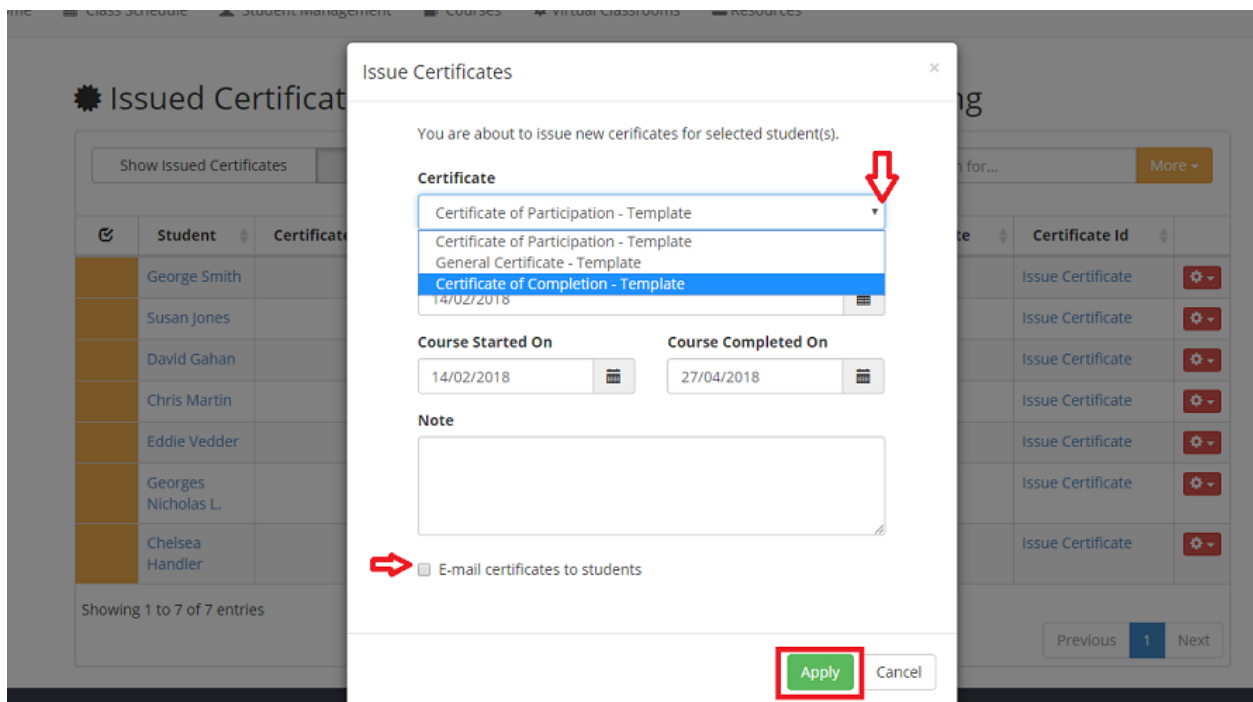 Class Schedule Student Management Courses Virtual Classrooms Resources
Issue Certificates ×
Issued Certificat
You are about to issue new cerificates for selected student(s).
Show Issued Certificates
for...
More
Certificate
Certificate of Participation - Template
Certificate of Participation - Template
General Certificate - Template
Certificate of Completion - Template
14/02/2018
Student Certificate Certificate Id
George Smith Issue Certificate
Susan Jones Issue Certificate
David Gahan Issue Certificate
Chris Martin Issue Certificate
Eddie Vedder Issue Certificate
Georges
Nicholas L. Issue Certificate
Chelsea
Handler Issue Certificate
Course Started On Course Completed On
14/02/2018 27/04/2018
Note
E-mail certificates to students
Showing 1 to 7 of 7 entries
Previous 1 Next
Apply Cancel